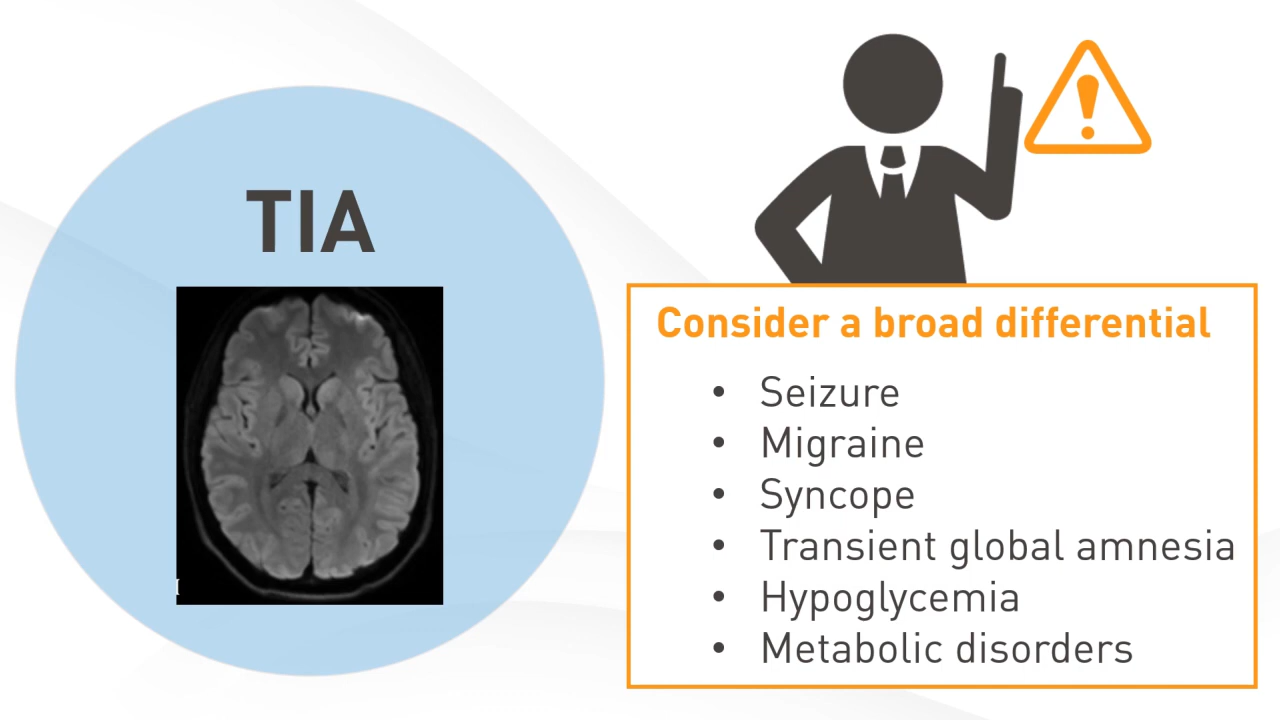 TIA
Consider a broad differential
• Seizure
• Migraine
• Syncope
• Transient global amnesia
• Hypoglycemia
• Metabolic disorders